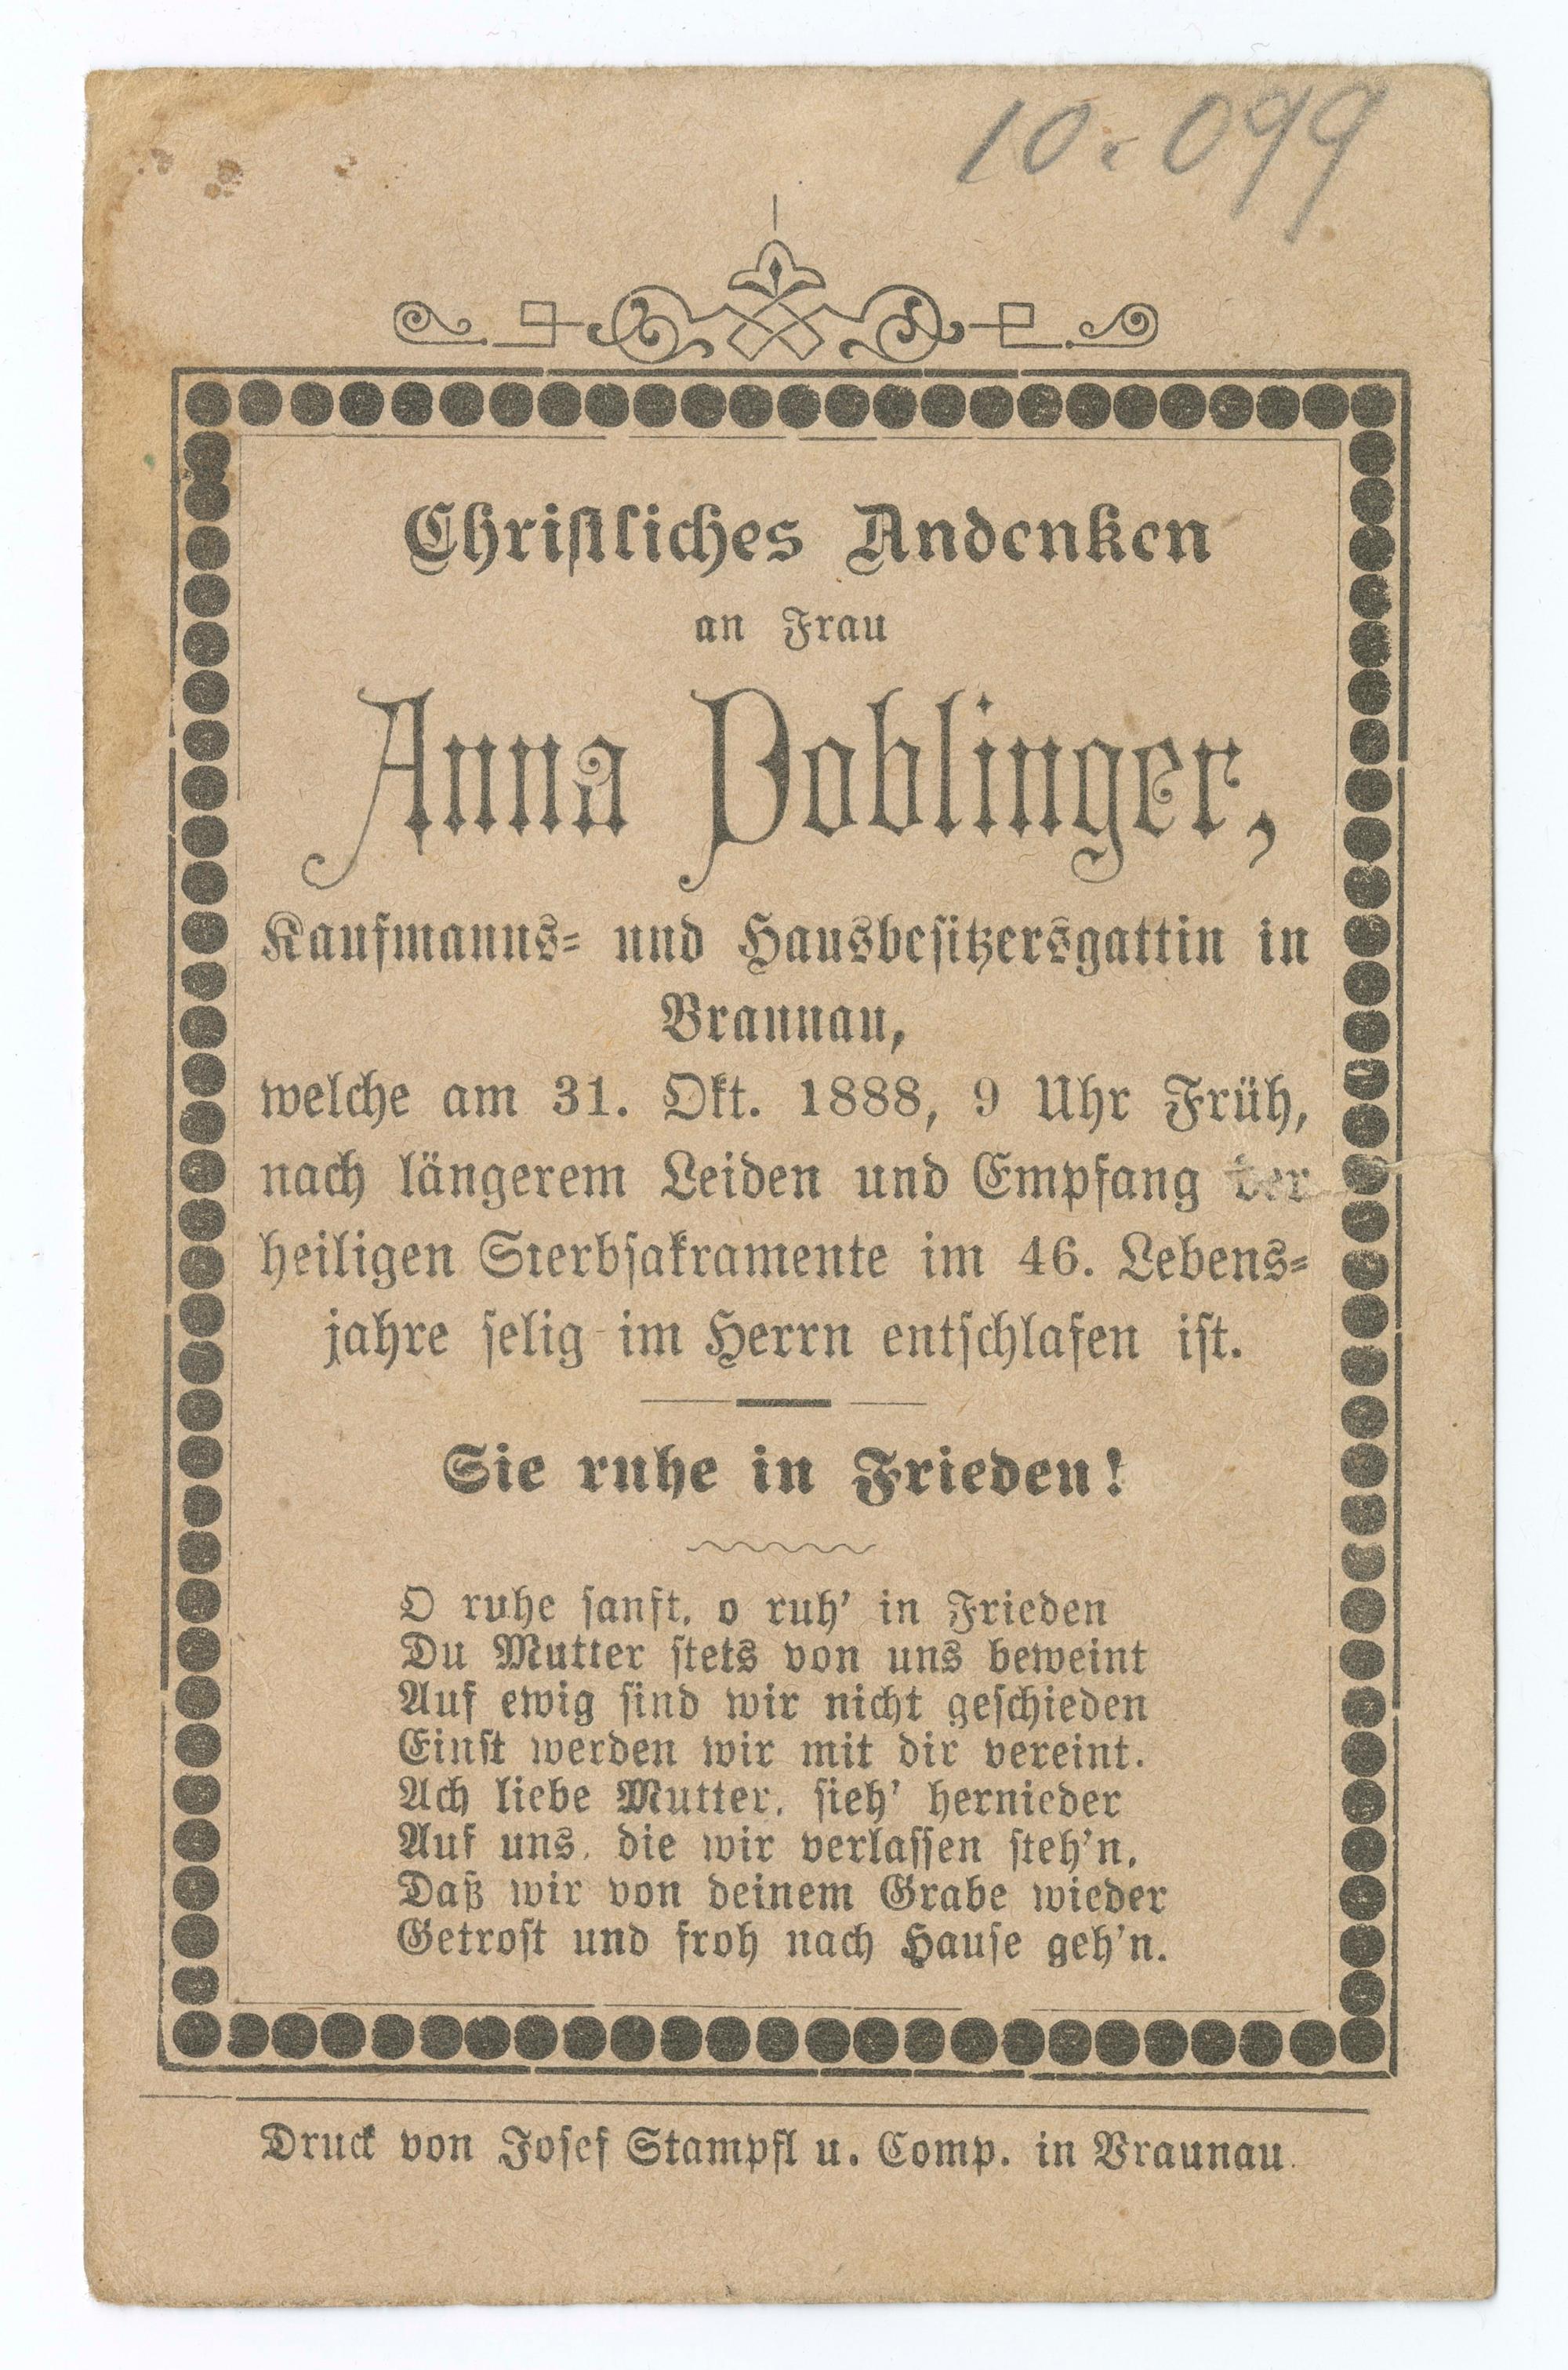 10.099
Christliches Andenken
an Frau
Anna Poblinger,
Kaufmanns- und Hausbesitzersgattin in
Braunau,
welche am 31. Okt. 1888, 9 Uhr Früh,
nach längerem Leiden und Empfang der
heiligen Sterbsakramente im 46. Lebens-
jahre selig im Herrn entschlafen ist.
Sie ruhe in Frieden!
O ruhe sanft, o ruh' in Frieden
Du Mutter stets von uns beweint
Auf ewig sind wir nicht geschieden
Einst werden wir mit dir vereint.
Ach liebe Mutter, sieh' hernieder
Auf uns, die wir verlassen steh'n,
Daß wir von deinem Grabe wieder
Getrost und froh nach Hause geh'n.
Druck von Josef Stampfl u. Comp. in Braunau.